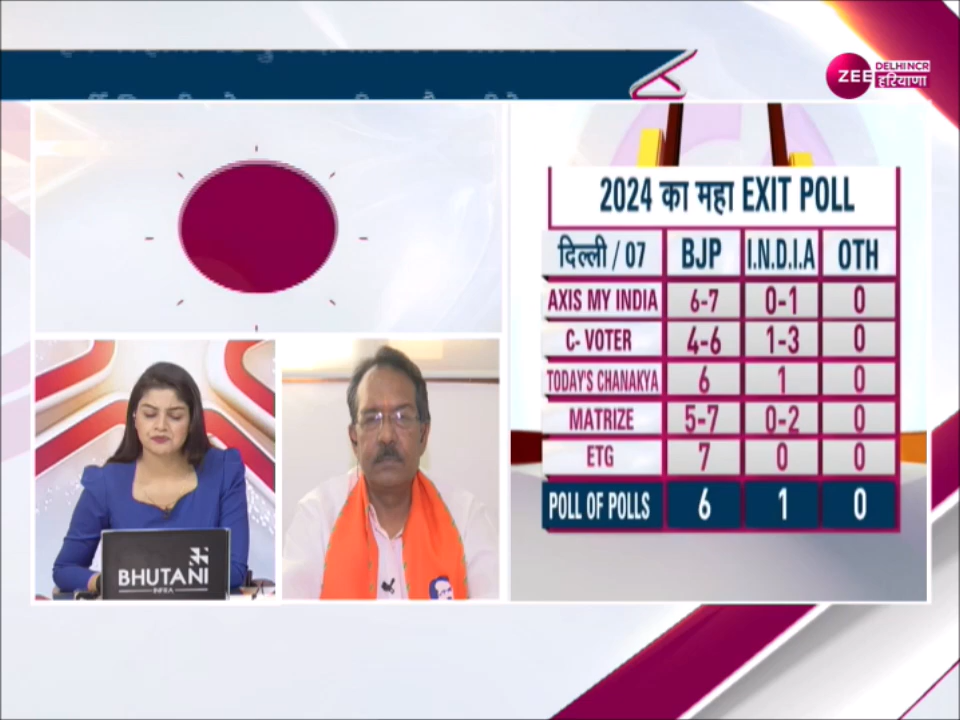 ZEE DELHI NCR
हरियाणा
2024 का महा EXIT POLL
दिल्ली / 07 BJP I.N.D.I.A OTH
AXIS MY INDIA 6-7 0-1 0
C- VOTER 4-6 1-3 0
TODAY'S CHANAKYA 6 1 0
MATRIZE 5-7 0-2 0
ETG 7 0 0
POLL OF POLLS 6 1 0
BHUTANI
INFRA